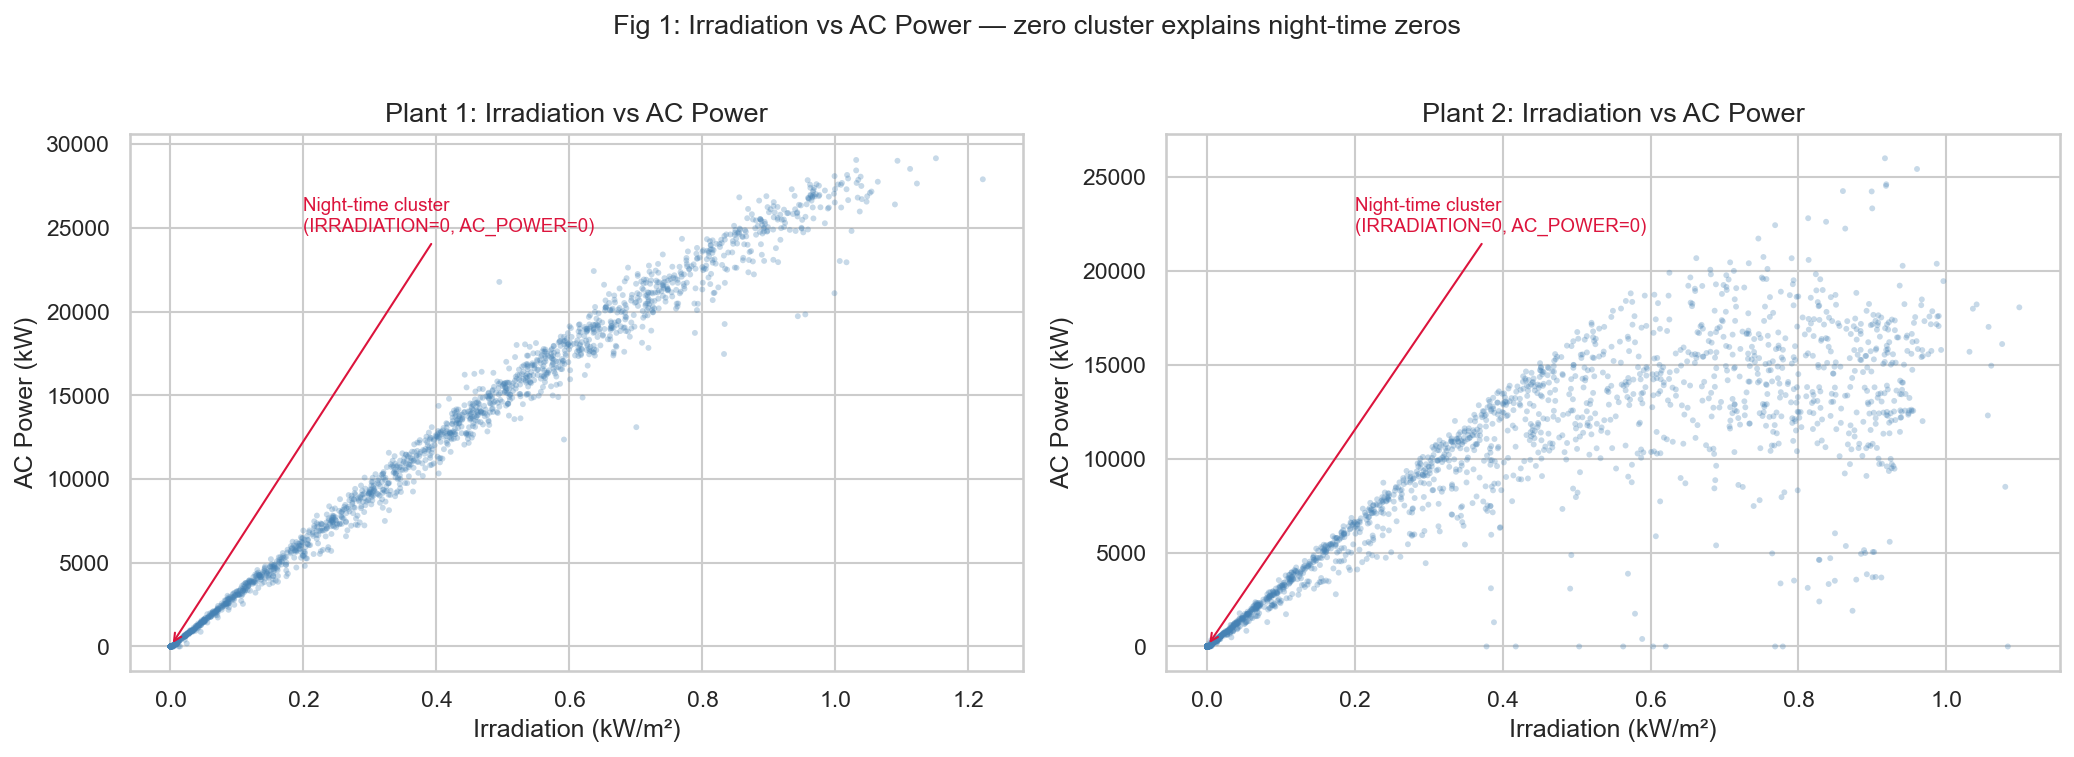 Fig 1: Irradiation vs AC Power — zero cluster explains night-time zeros
Plant 1: Irradiation vs AC Power
30000
25000
20000
15000
10000
5000
0
AC Power (kW)
Night-time cluster
(IRRADIATION=0, AC_POWER=0)
0.0 0.2 0.4 0.6 0.8 1.0 1.2
Irradiation (kW/m²)
Plant 2: Irradiation vs AC Power
25000
20000
15000
10000
5000
0
AC Power (kW)
Night-time cluster
(IRRADIATION=0, AC_POWER=0)
0.0 0.2 0.4 0.6 0.8 1.0
Irradiation (kW/m²)